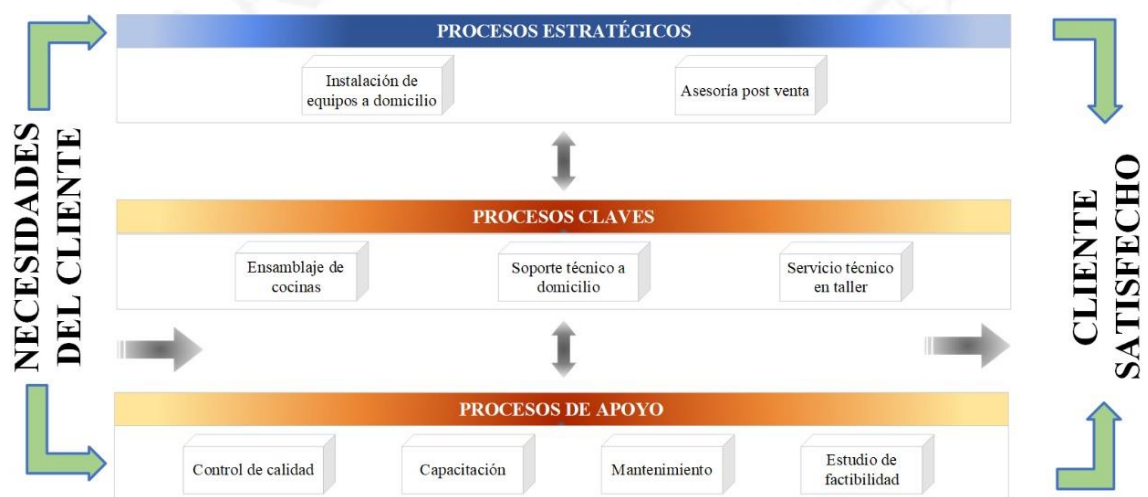 PROCESOS ESTRATÉGICOS
Instalación de
equipos a domicilio
Asesoría post venta
NECESIDADES
DEL CLIENTE
PROCESOS CLAVES
Ensamblaje de
cocinas
Soporte técnico a
domicilio
Servicio técnico
en taller
CLIENTE
SATISFECHO
PROCESOS DE APOYO
Control de calidad
Capacitación
Mantenimiento
Estudio de
factibilidad